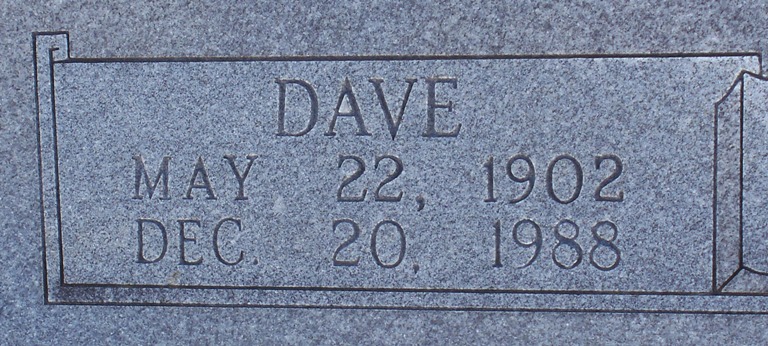 DAVE
MAY 22, 1902
DEC. 20, 1988